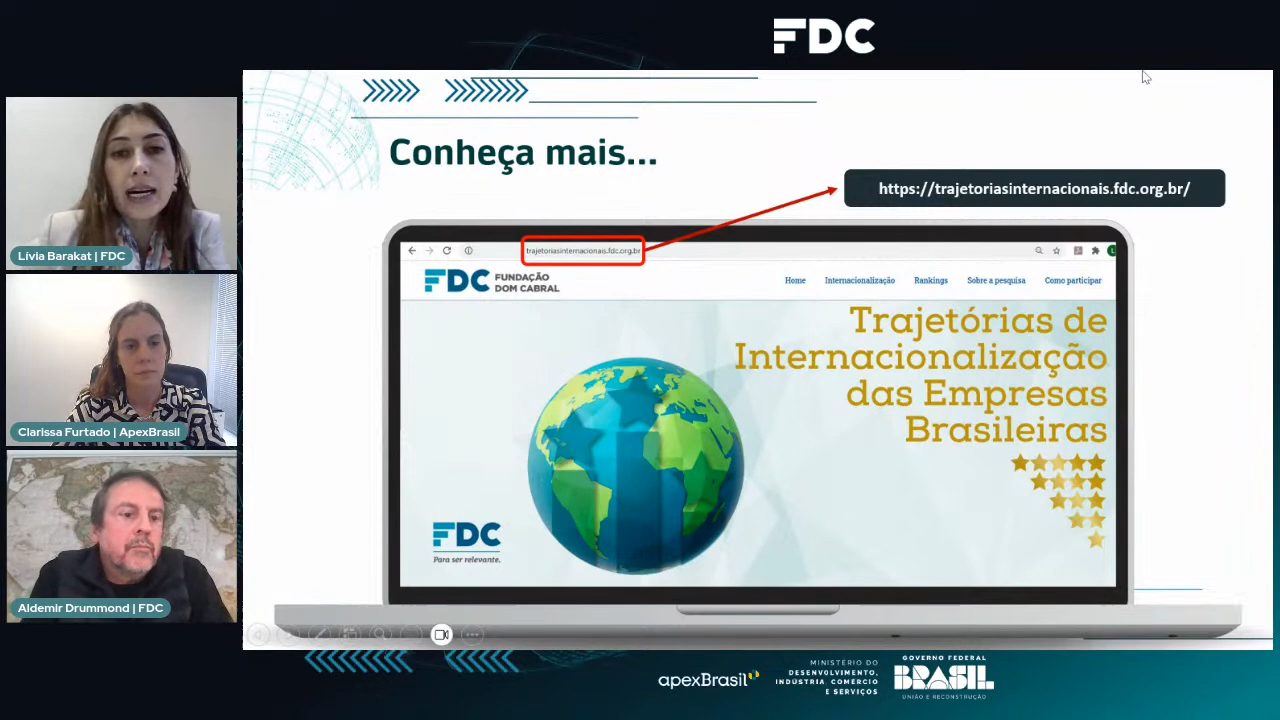 FDC
Conheça mais...
https://trajetoriasinternacionais.fdc.org.br/
trajetoriasinternacionais.fdc.org.br
FDC FUNDAÇÃO
DOM CABRAL
Home Internacionalização Rankings Sobre a pesquisa Como participar
Trajetórias de
Internacionalização
das Empresas
Brasileiras
FDC
Para ser relevante.
Lívia Barakat | FDC
Clarissa Furtado | ApexBrasil
Aldemir Drummond | FDC
apexBrasil
MINISTÉRIO DO
DESENVOLVIMENTO,
INDÚSTRIA, COMÉRCIO
E SERVIÇOS
GOVERNO FEDERAL
BRASIL
UNIÃO E RECONSTRUÇÃO